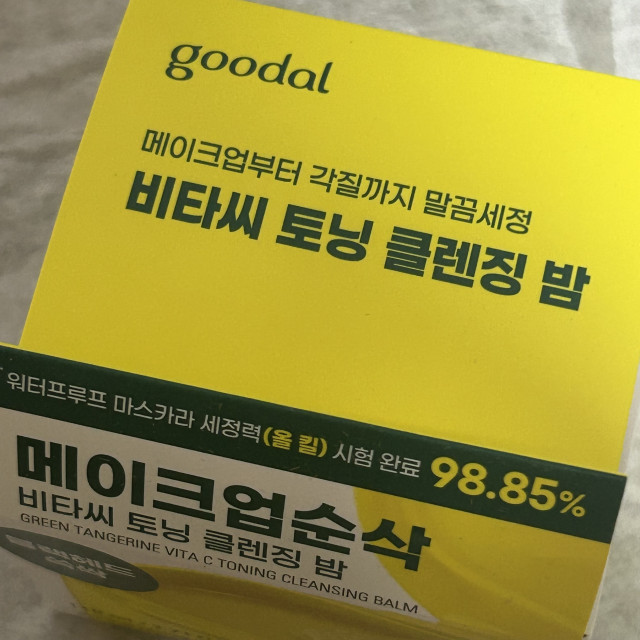 goodal
메이크업부터 각질까지 말끔세정
비타씨 토닝 클렌징 밤
워터프루프 마스카라 세정력(올 킬) 시험 완료 98.85%
메이크업순삭
비타씨 토닝 클렌징 밤
GREEN TANGERINE VITA C TONING CLEANSING BALM